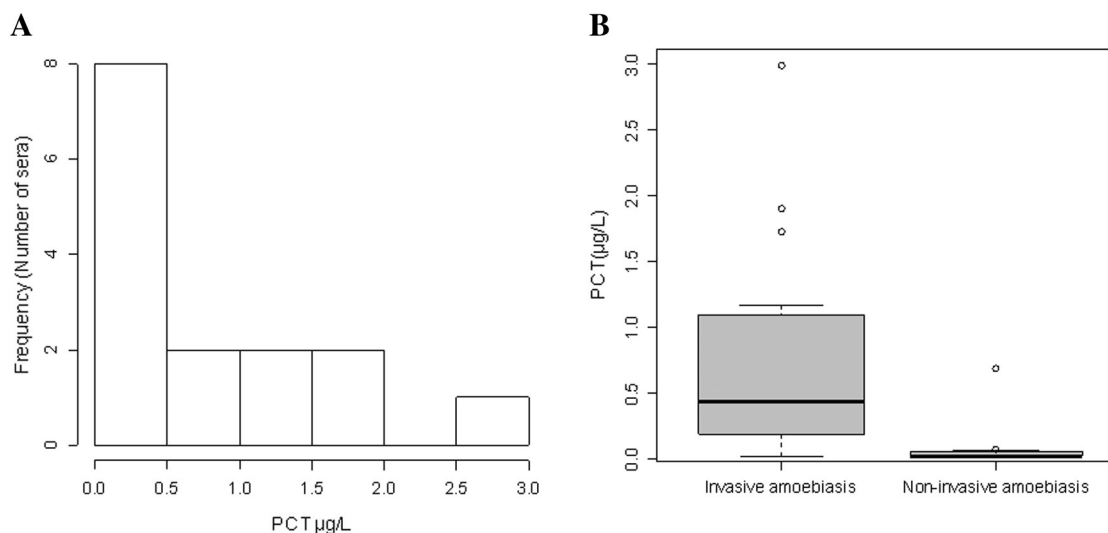 A
B
Frequency (Number of sera)
8
6
4
2
0
0.0 0.5 1.0 1.5 2.0 2.5 3.0
PCT µg/L
PCT(µg/L)
3.0
2.5
2.0
1.5
1.0
0.5
0.0
Invasive amoebiasis Non-invasive amoebiasis